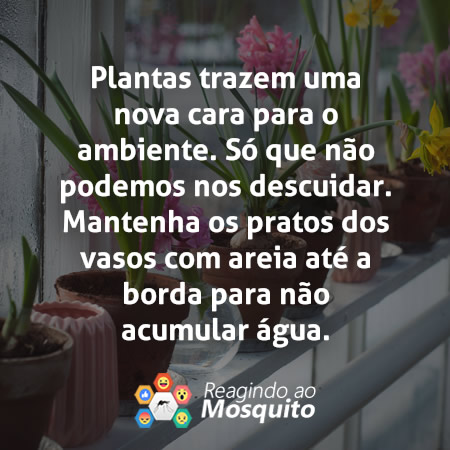 Plantas trazem uma
nova cara para o
ambiente. Só que não
podemos nos descuidar.
Mantenha os pratos dos
vasos com areia até a
borda para não
acumular água.
Reagindo ao
Mosquito